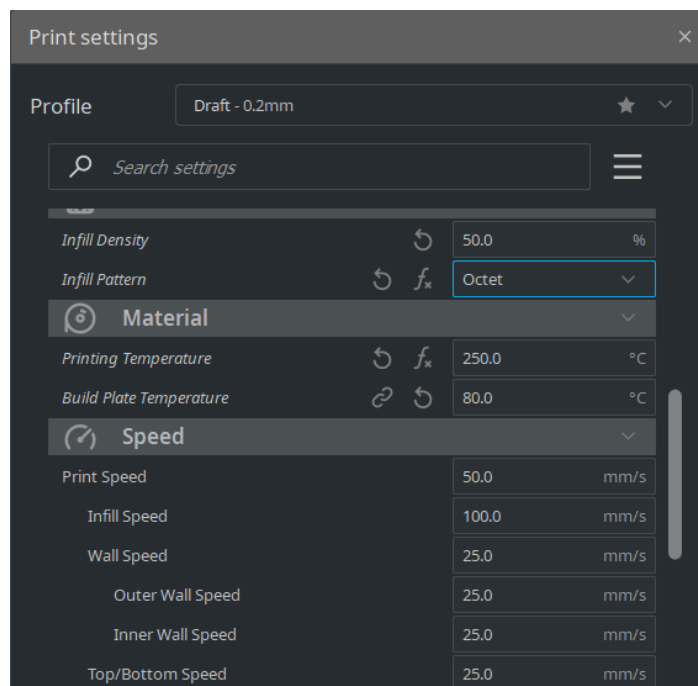 Print settings
Profile Draft - 0.2mm
Search settings
Infill Density 50.0 %
Infill Pattern Octet
Material
Printing Temperature 250.0 °C
Build Plate Temperature 80.0 °C
Speed
Print Speed 50.0 mm/s
Infill Speed 100.0 mm/s
Wall Speed 25.0 mm/s
Outer Wall Speed 25.0 mm/s
Inner Wall Speed 25.0 mm/s
Top/Bottom Speed 25.0 mm/s